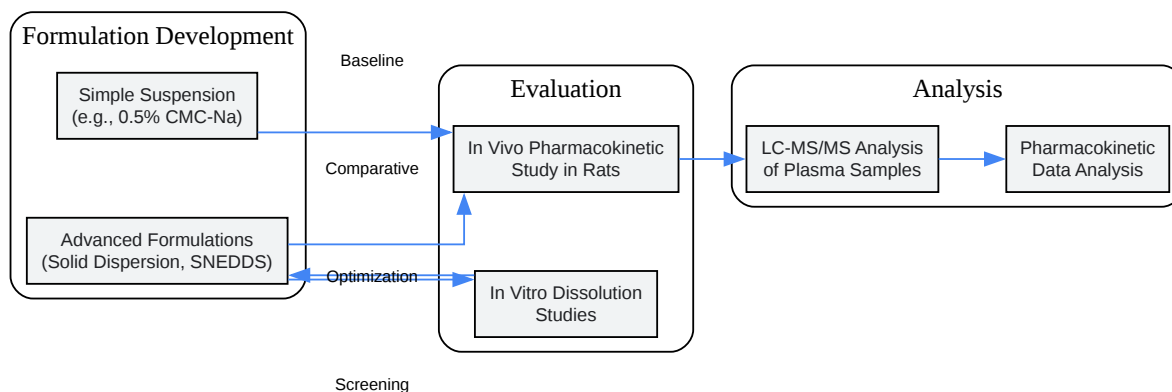 Formulation Development
Simple Suspension
(e.g., 0.5% CMC-Na)
Advanced Formulations
(Solid Dispersion, SNEDDS)
Baseline
Comparative
Optimization
Screening
Evaluation
In Vivo Pharmacokinetic
Study in Rats
In Vitro Dissolution
Studies
Analysis
LC-MS/MS Analysis
of Plasma Samples
Pharmacokinetic
Data Analysis